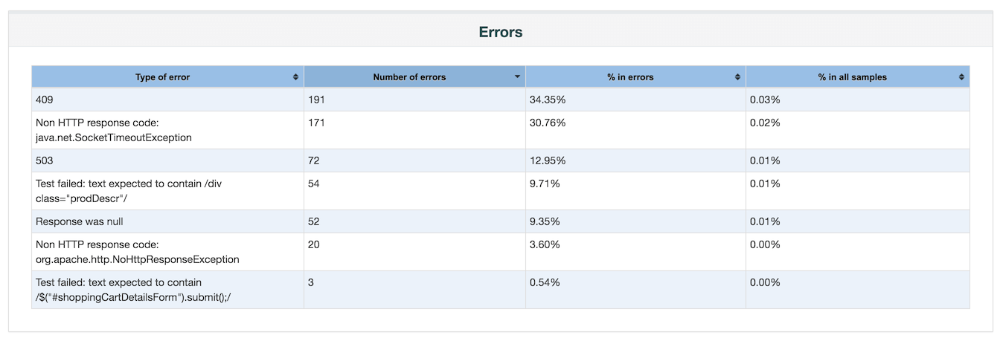 Errors
Type of error Number of errors % in errors % in all samples
409 191 34.35% 0.03%
Non HTTP response code: 171 30.76% 0.02%
java.net.SocketTimeoutException
503 72 12.95% 0.01%
Test failed: text expected to contain /div 54 9.71% 0.01%
class="prodDescr"/
Response was null 52 9.35% 0.01%
Non HTTP response code: 20 3.60% 0.00%
org.apache.http.NoHttpResponseException
Test failed: text expected to contain 3 0.54% 0.00%
/$("#shoppingCartDetailsForm").submit();/